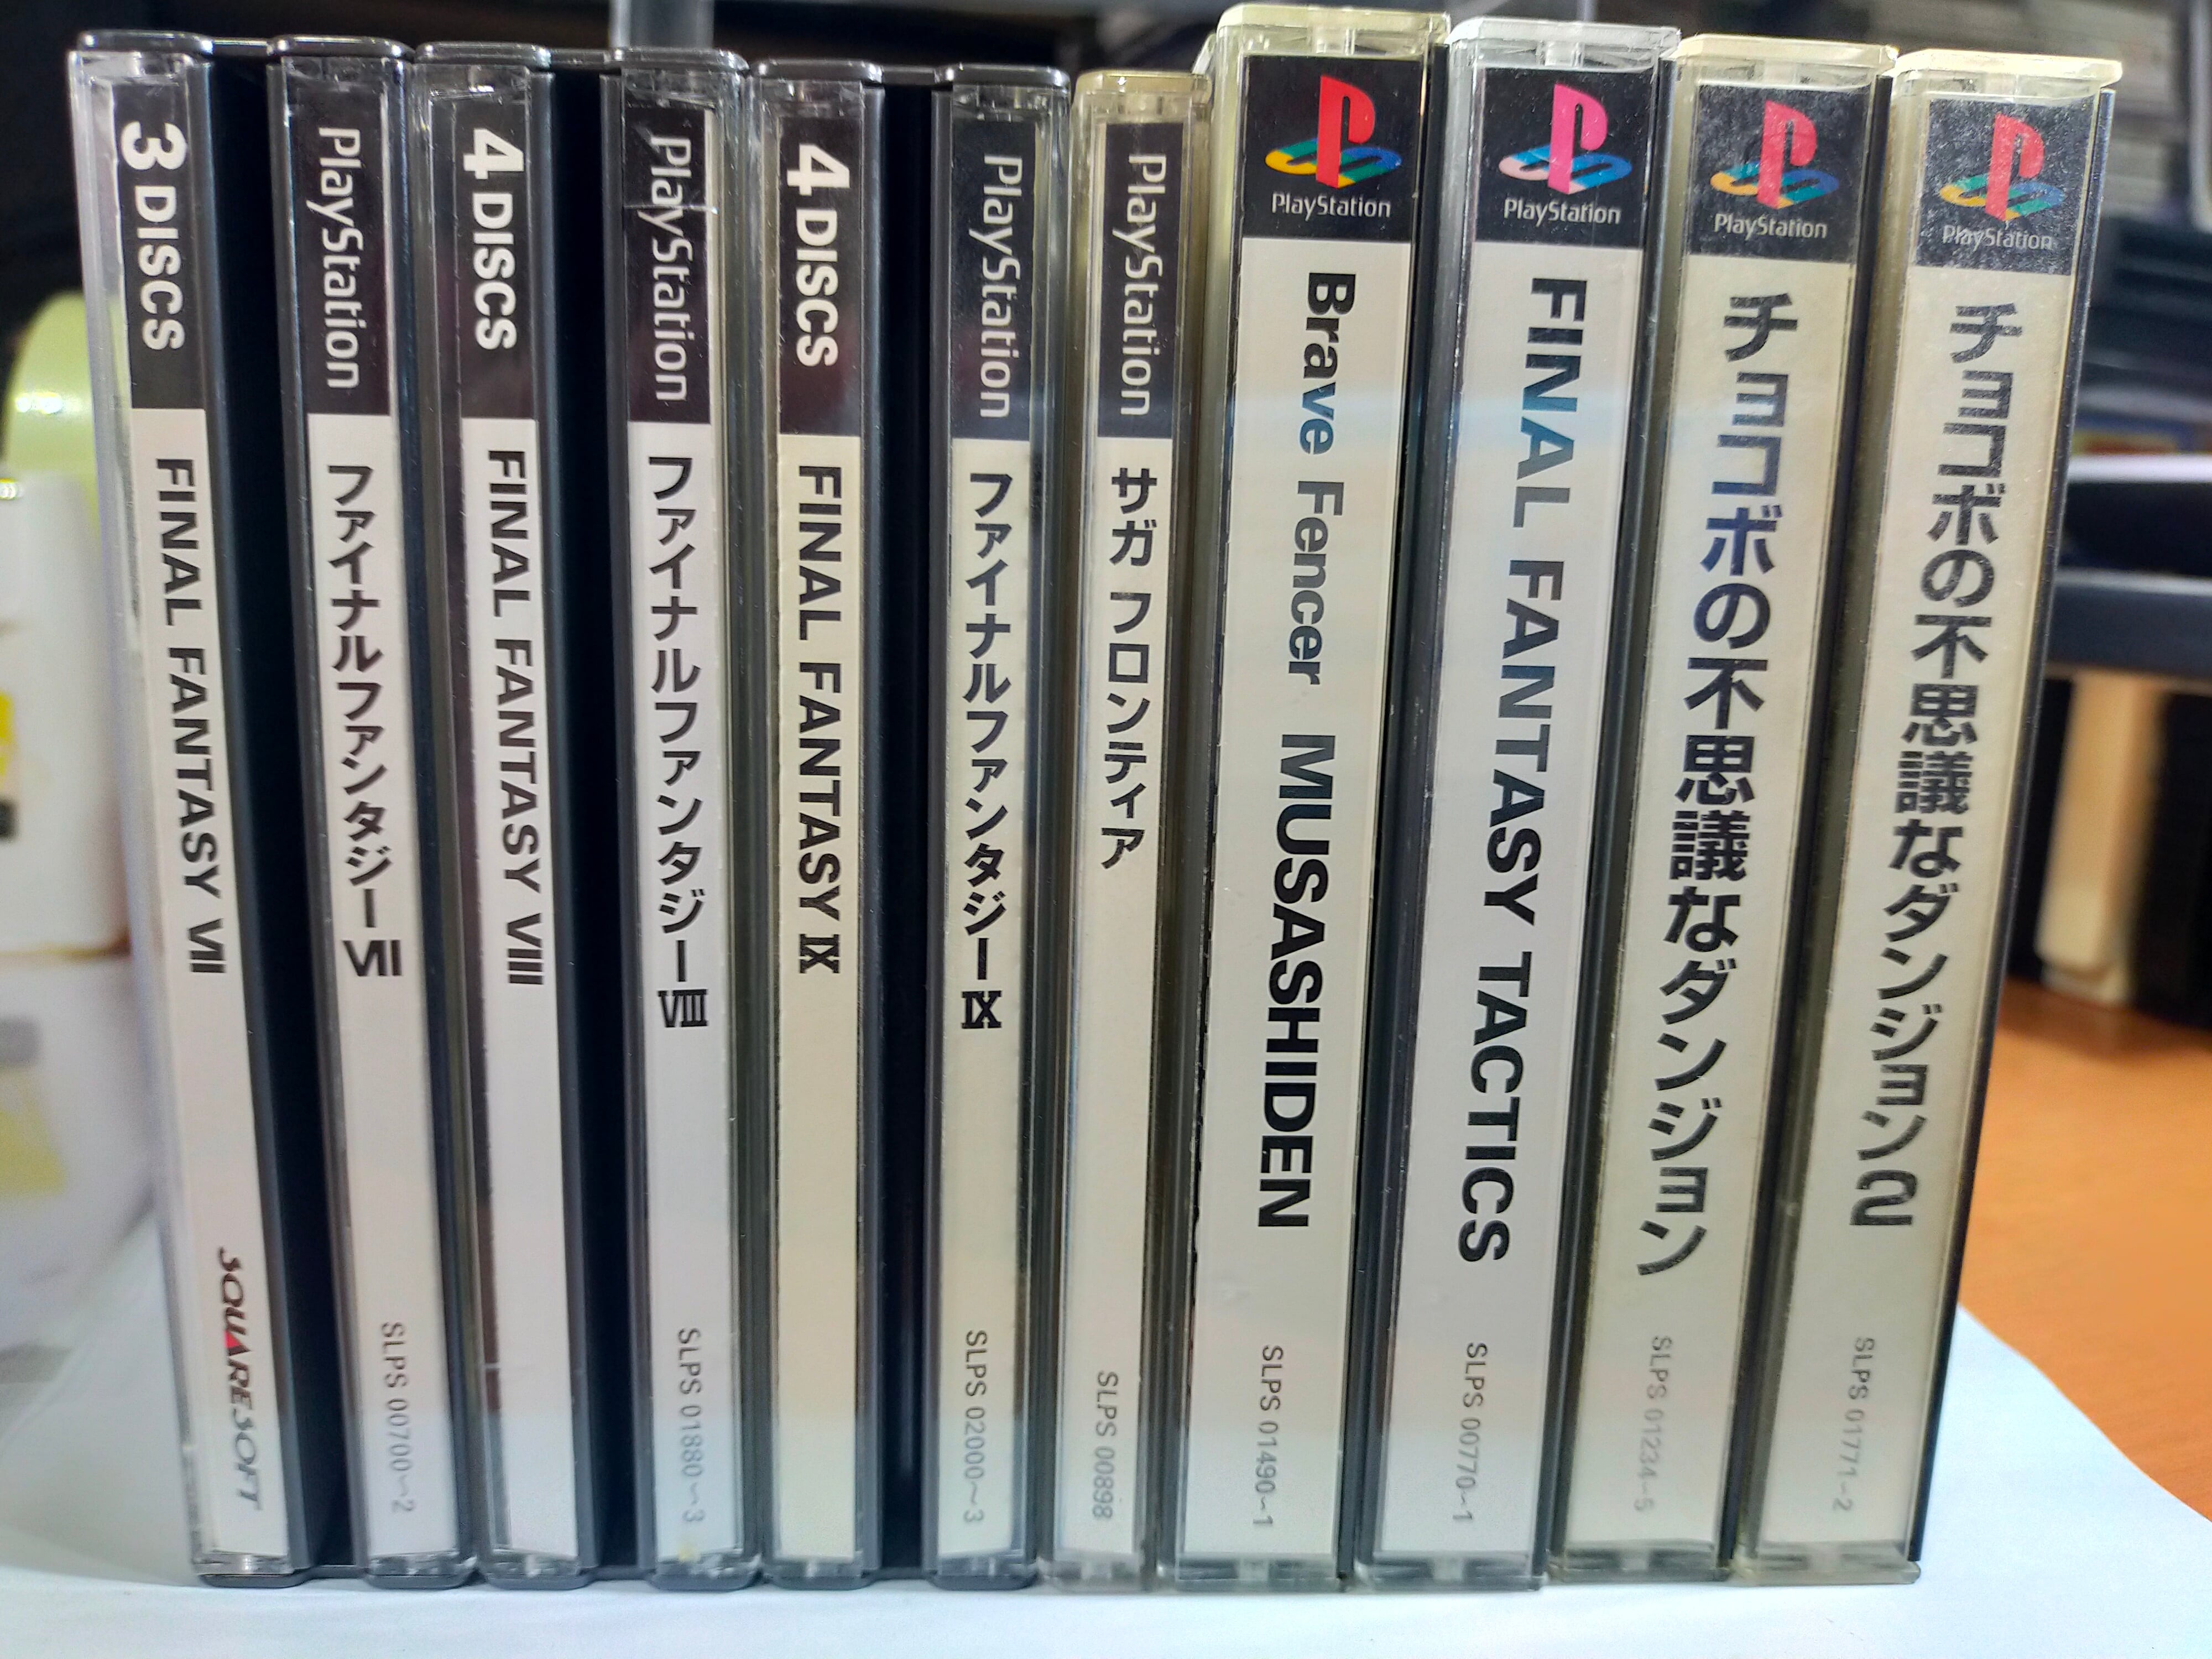 3 DISCS
FINAL FANTASY VII
SQUARESOFT
PlayStation
ファイナルファンタジーVII
SLPS 00700~2
4 DISCS
FINAL FANTASY VIII
PlayStation
ファイナルファンタジーVIII
SLPS 01880~3
4 DISCS
FINAL FANTASY IX
PlayStation
ファイナルファンタジーIX
SLPS 02000~3
PlayStation
サガ フロンティア
SLPS 00898
PlayStation
Brave Fencer MUSASHIDEN
SLPS 01490~1
PlayStation
FINAL FANTASY TACTICS
SLPS 00770~1
PlayStation
チョコボの不思議なダンジョン
SLPS 01234~5
PlayStation
チョコボの不思議なダンジョン2
SLPS 01771~2